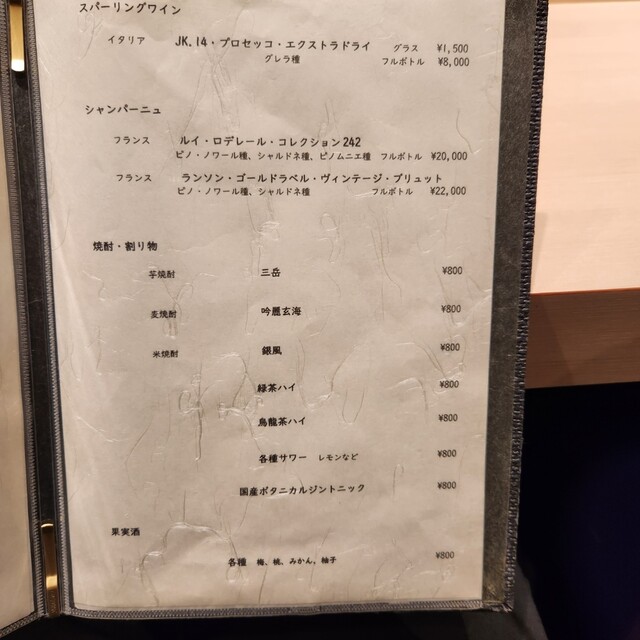 スパーリングワイン
イタリア JK.14・プロセッコ・エクストラドライ グラス ¥1,500
グレラ種 フルボトル ¥8,000
シャンパーニュ
フランス ルイ・ロデレール・コレクション242
ピノ・ノワール種、シャルドネ種、ピノムニエ種 フルボトル ¥20,000
フランス ランソン・ゴールドラベル・ヴィンテージ・ブリュット
ピノ・ノワール種、シャルドネ種 フルボトル ¥22,000
焼酎・割り物
芋焼酎 三岳 ¥800
麦焼酎 吟麗玄海 ¥800
米焼酎 銀風 ¥800
緑茶ハイ ¥800
烏龍茶ハイ ¥800
各種サワー レモンなど ¥800
国産ボタニカルジントニック ¥800
果実酒
各種 梅、桃、みかん、柚子 ¥800